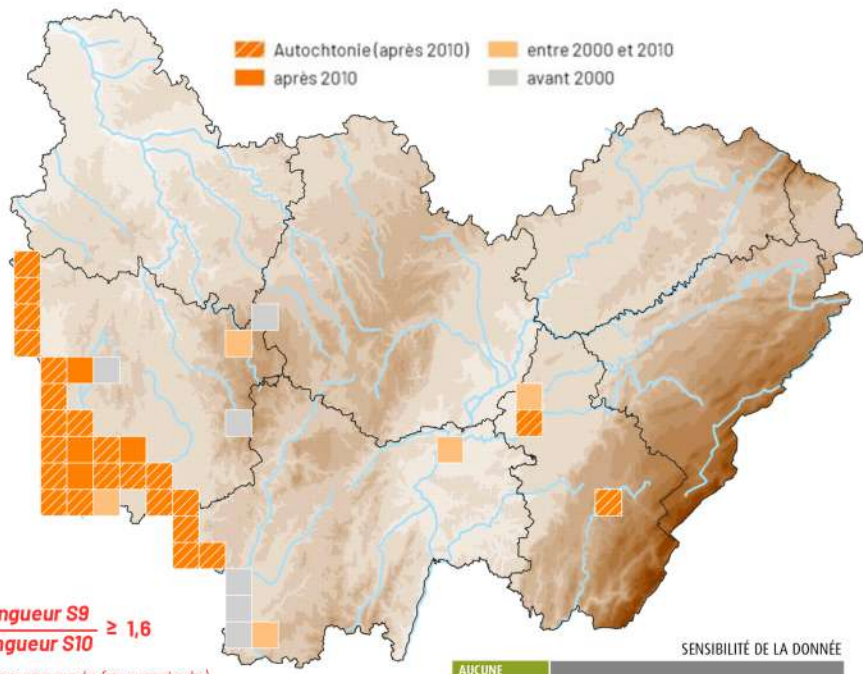 Autochtonie (après 2010)
entre 2000 et 2010
après 2010
avant 2000
ngueur S9
ngueur S10
≥ 1,6
SENSIBILITÉ DE LA DONNÉE
AUCUNE